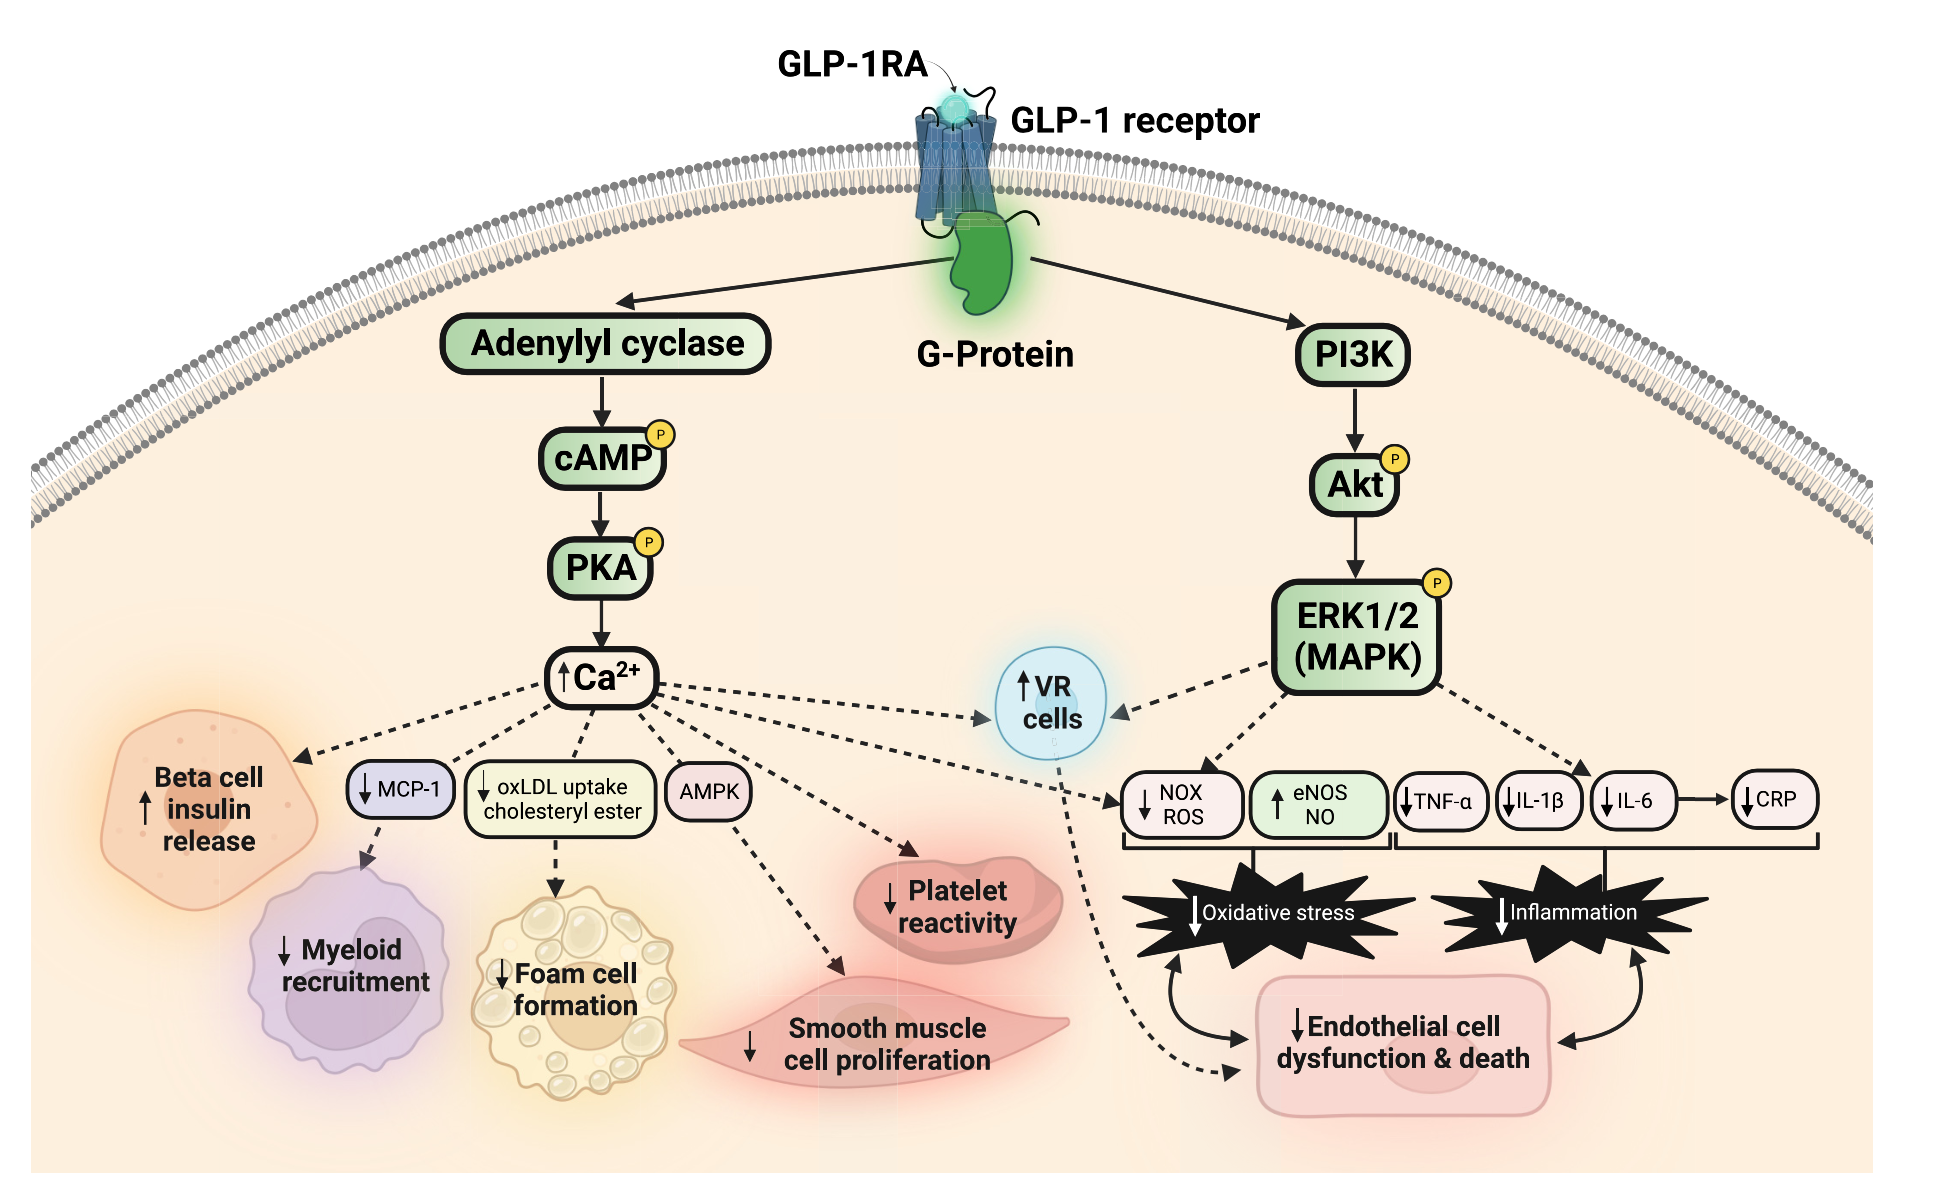 GLP-1RA
GLP-1 receptor
G-Protein
Adenylyl cyclase
PI3K
cAMP
P
Akt
P
PKA
P
ERK1/2
(MAPK)
P
↑Ca²⁺
↑ VR
cells
Beta cell
↑ insulin
release
↓ MCP-1
↓ oxLDL uptake
cholesteryl ester
AMPK
↓ NOX
ROS
↑ eNOS
NO
↓TNF-α
↓IL-1β
↓IL-6
↓CRP
↓ Platelet
reactivity
↓Oxidative stress
↓Inflammation
↓ Myeloid
recruitment
↓Foam cell
formation
↓ Smooth muscle
cell proliferation
↓Endothelial cell
dysfunction & death